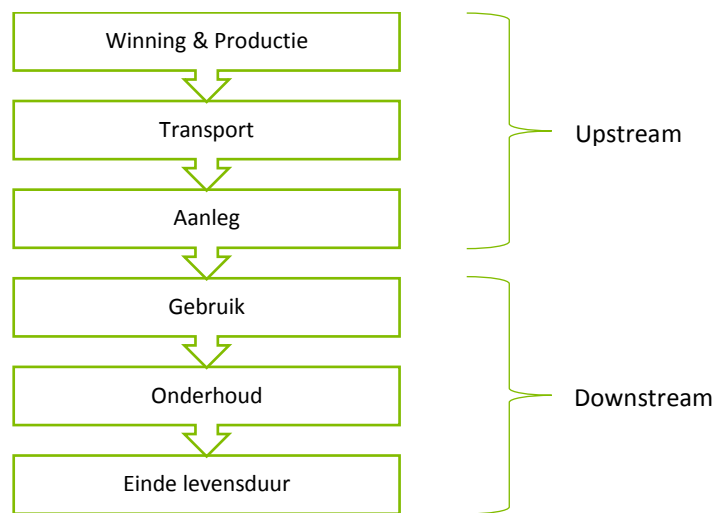 Winning & Productie
Transport
Upstream
Aanleg
Gebruik
Onderhoud
Downstream
Einde levensduur